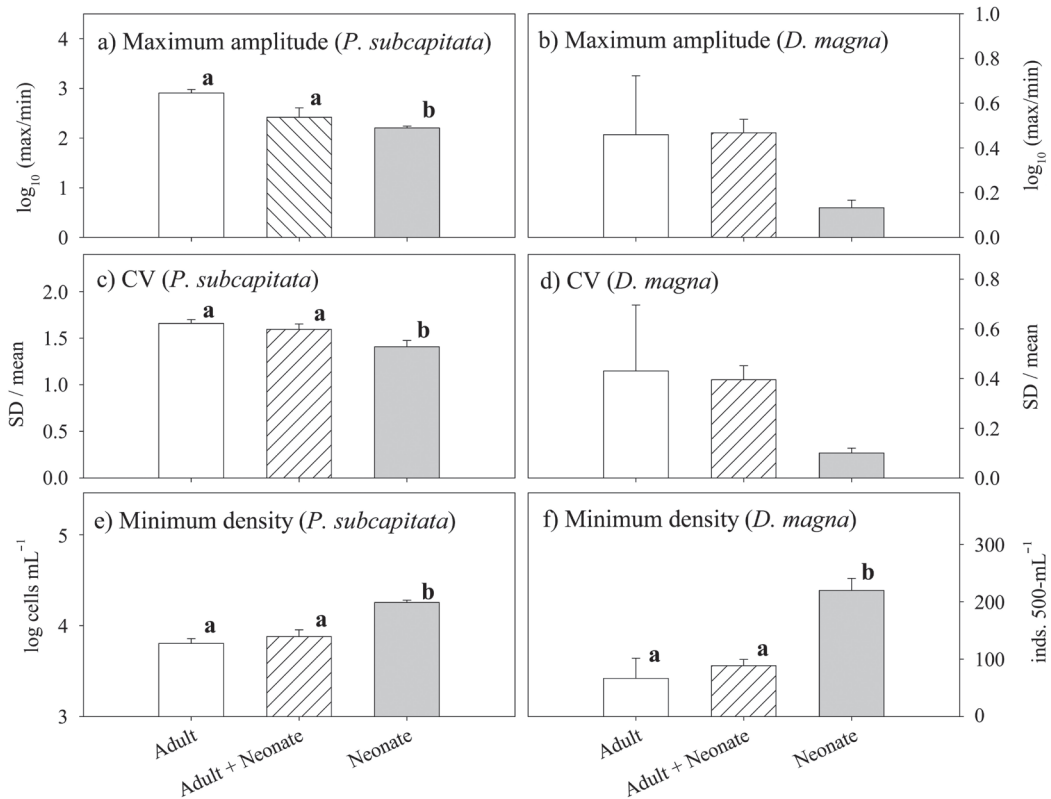 a) Maximum amplitude (P. subcapitata)
log₁₀ (max/min)
4
3
2
1
0
a
a
b
b) Maximum amplitude (D. magna)
1.0
0.8
0.6
0.4
0.2
0.0
log₁₀ (max/min)
c) CV (P. subcapitata)
SD / mean
2.0
1.5
1.0
0.5
0.0
a
a
b
d) CV (D. magna)
0.8
0.6
0.4
0.2
0.0
SD / mean
e) Minimum density (P. subcapitata)
log cells mL⁻¹
5
4
3
a
a
b
f) Minimum density (D. magna)
300
200
100
0
inds. 500-mL⁻¹
a
a
b
Adult
Adult + Neonate
Neonate
Adult
Adult + Neonate
Neonate